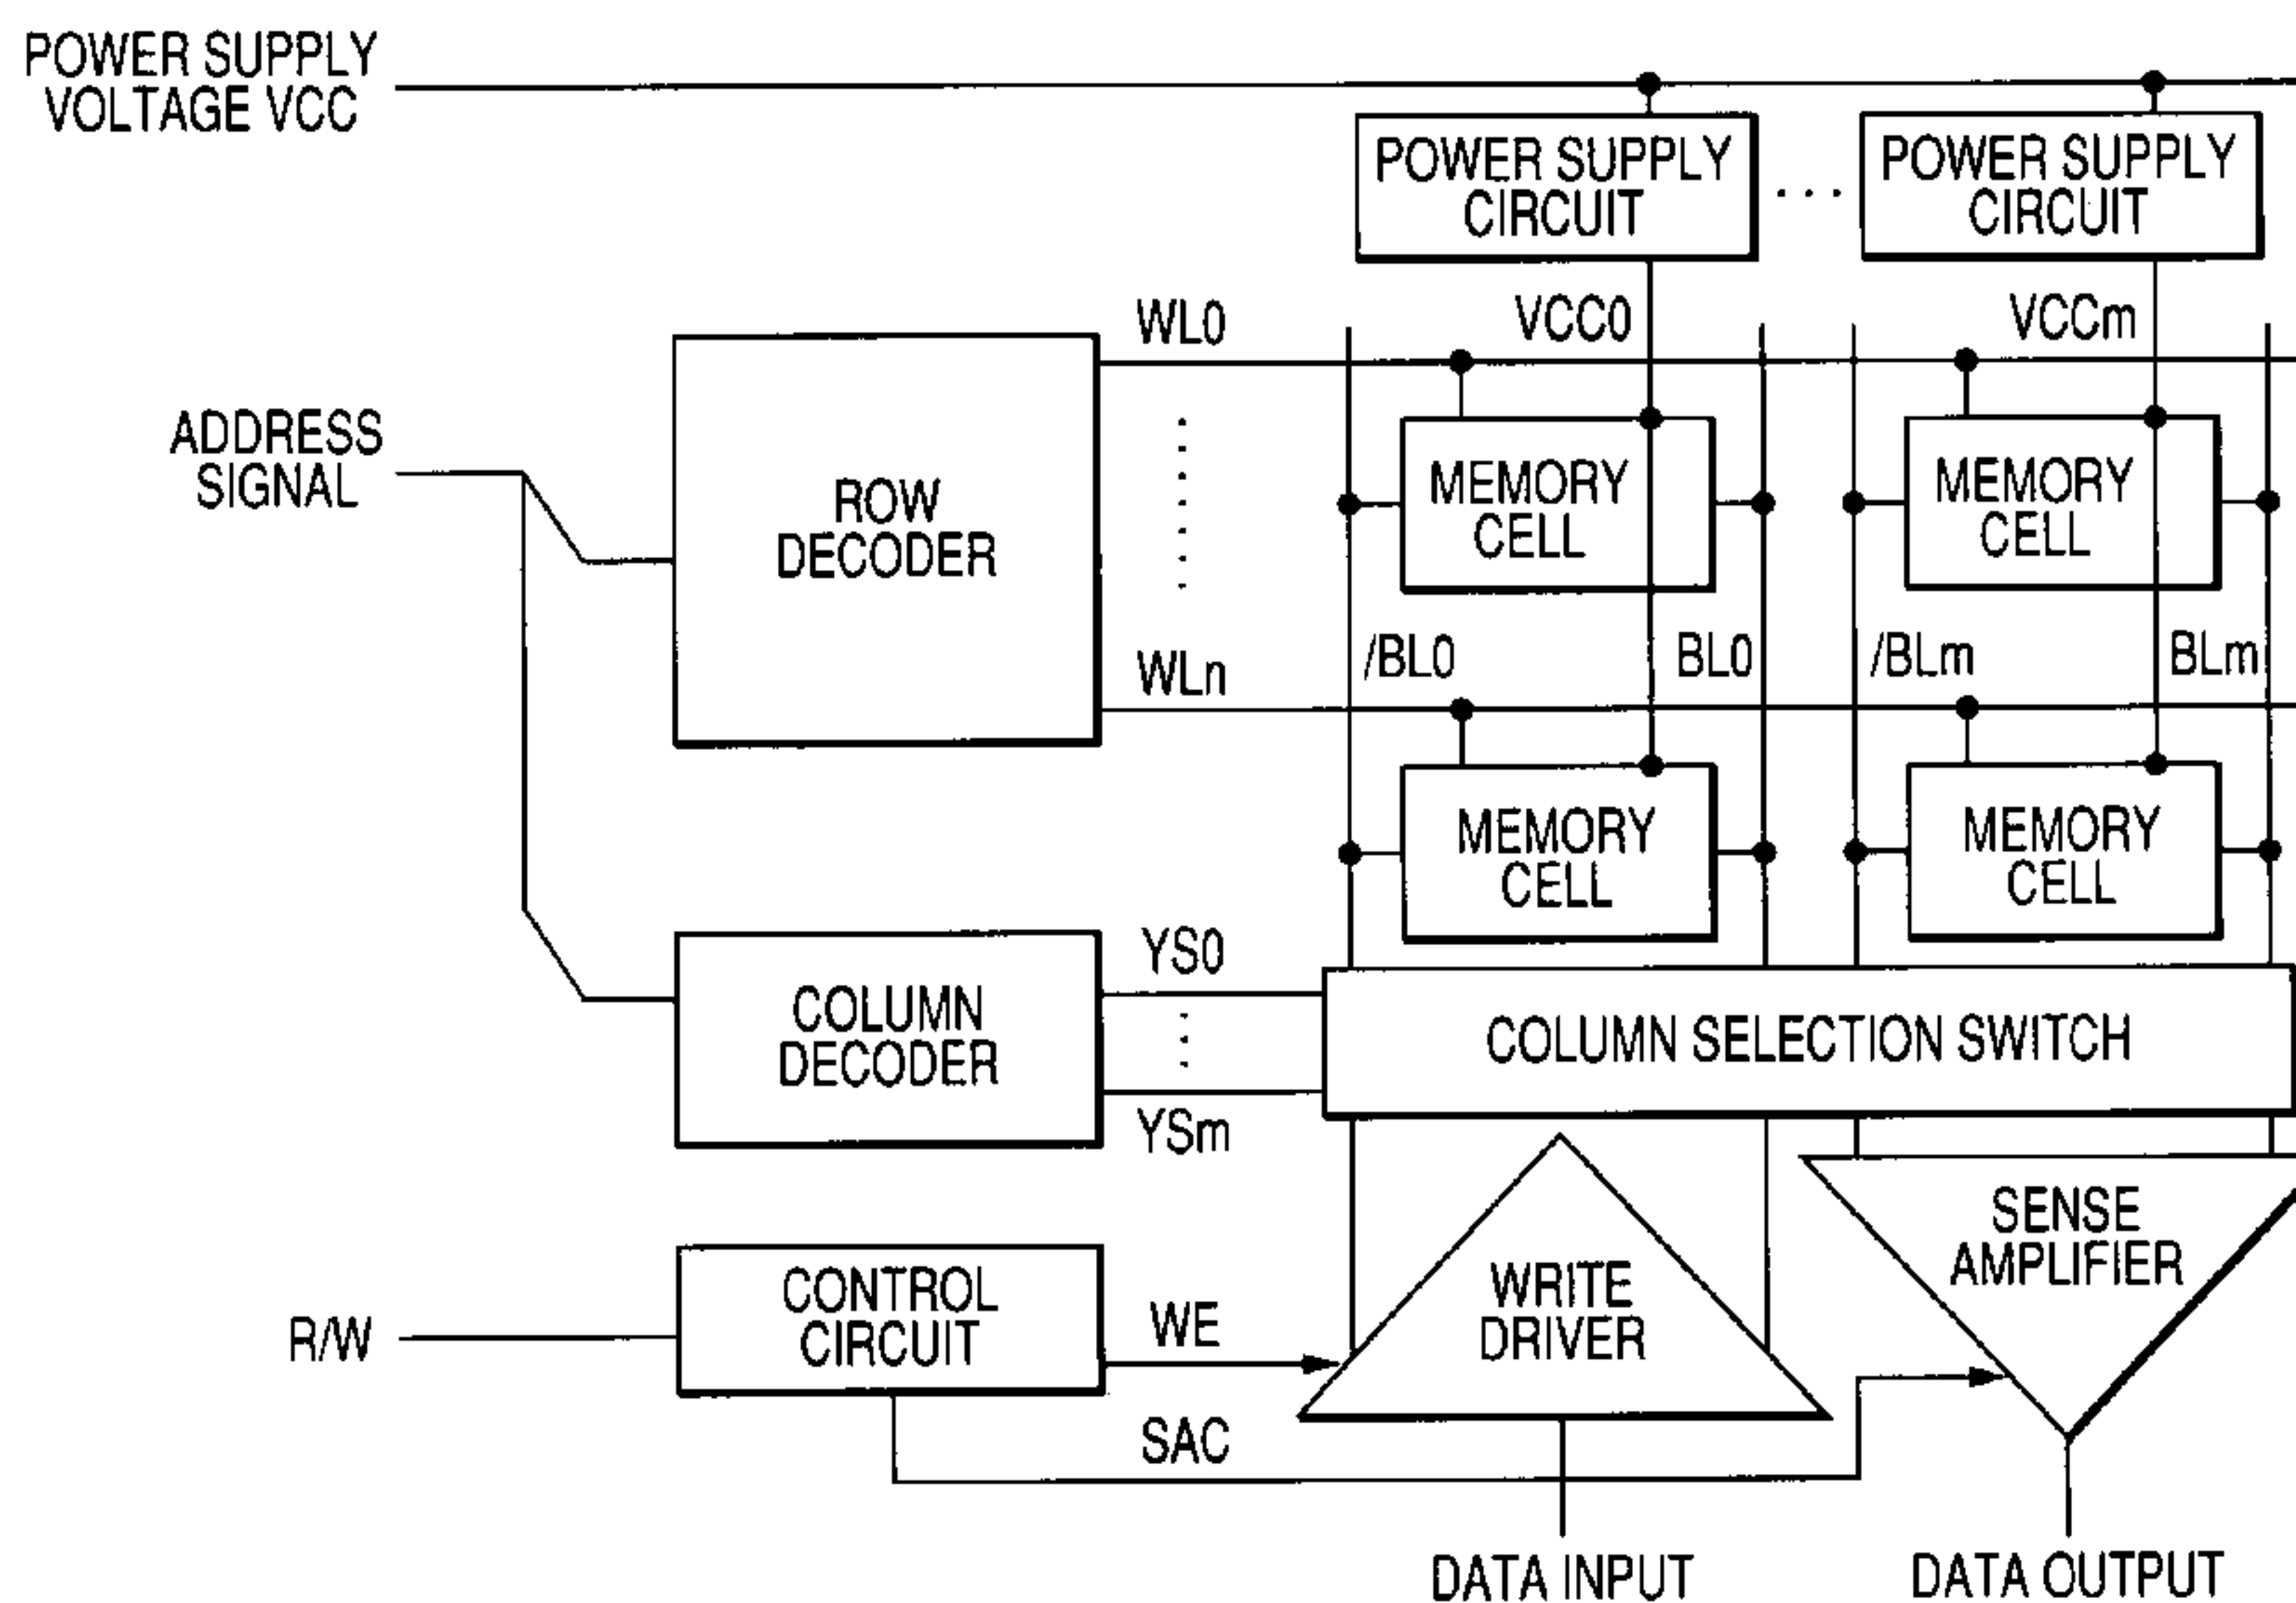 POWER SUPPLY
VOLTAGE VCC
POWER SUPPLY
CIRCUIT
. . .
POWER SUPPLY
CIRCUIT
WL0
VCC0
VCCm
ADDRESS
SIGNAL
ROW
DECODER
MEMORY
CELL
MEMORY
CELL
WLn
/BL0
BL0
/BLm
BLm
MEMORY
CELL
MEMORY
CELL
COLUMN
DECODER
YS0
YSm
COLUMN SELECTION SWITCH
R/W
CONTROL
CIRCUIT
WE
SAC
WRITE
DRIVER
SENSE
AMPLIFIER
DATA INPUT
DATA OUTPUT